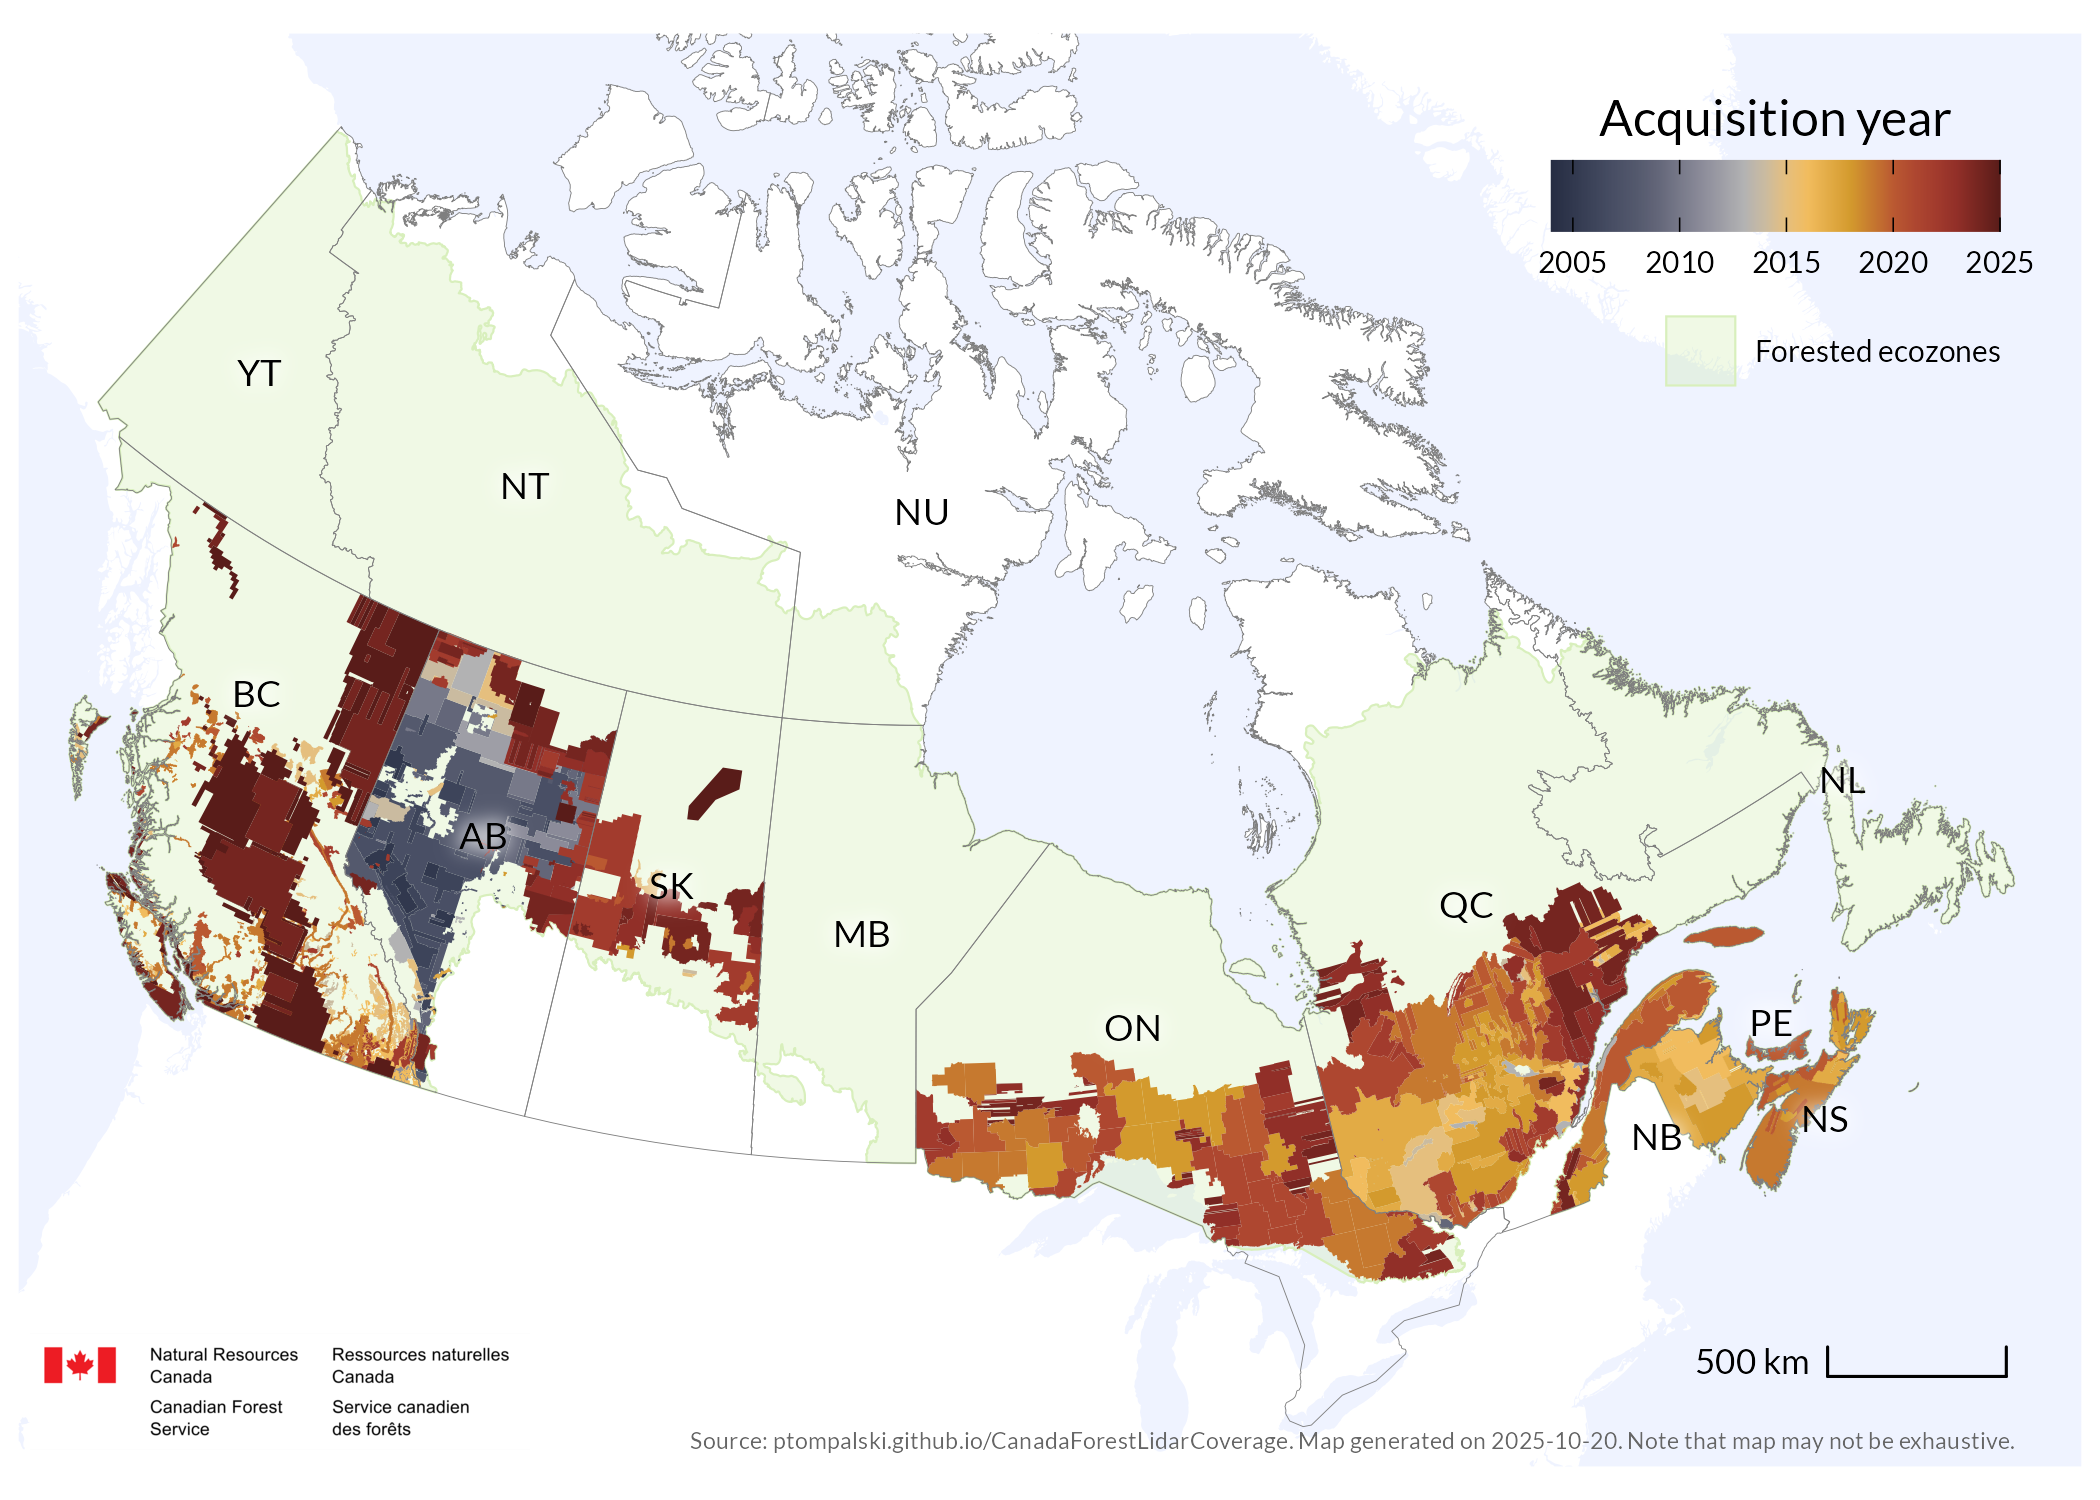 Acquisition year
2005 2010 2015 2020 2025
Forested ecozones
YT
NT
NU
BC
AB
SK
MB
ON
QC
NL
PE
NB
NS
500 km
Natural Resources
Canada
Canadian Forest
Service
Ressources naturelles
Canada
Service canadien
des forêts
Source: ptompalski.github.io/CanadaForestLidarCoverage. Map generated on 2025-10-20. Note that map may not be exhaustive.